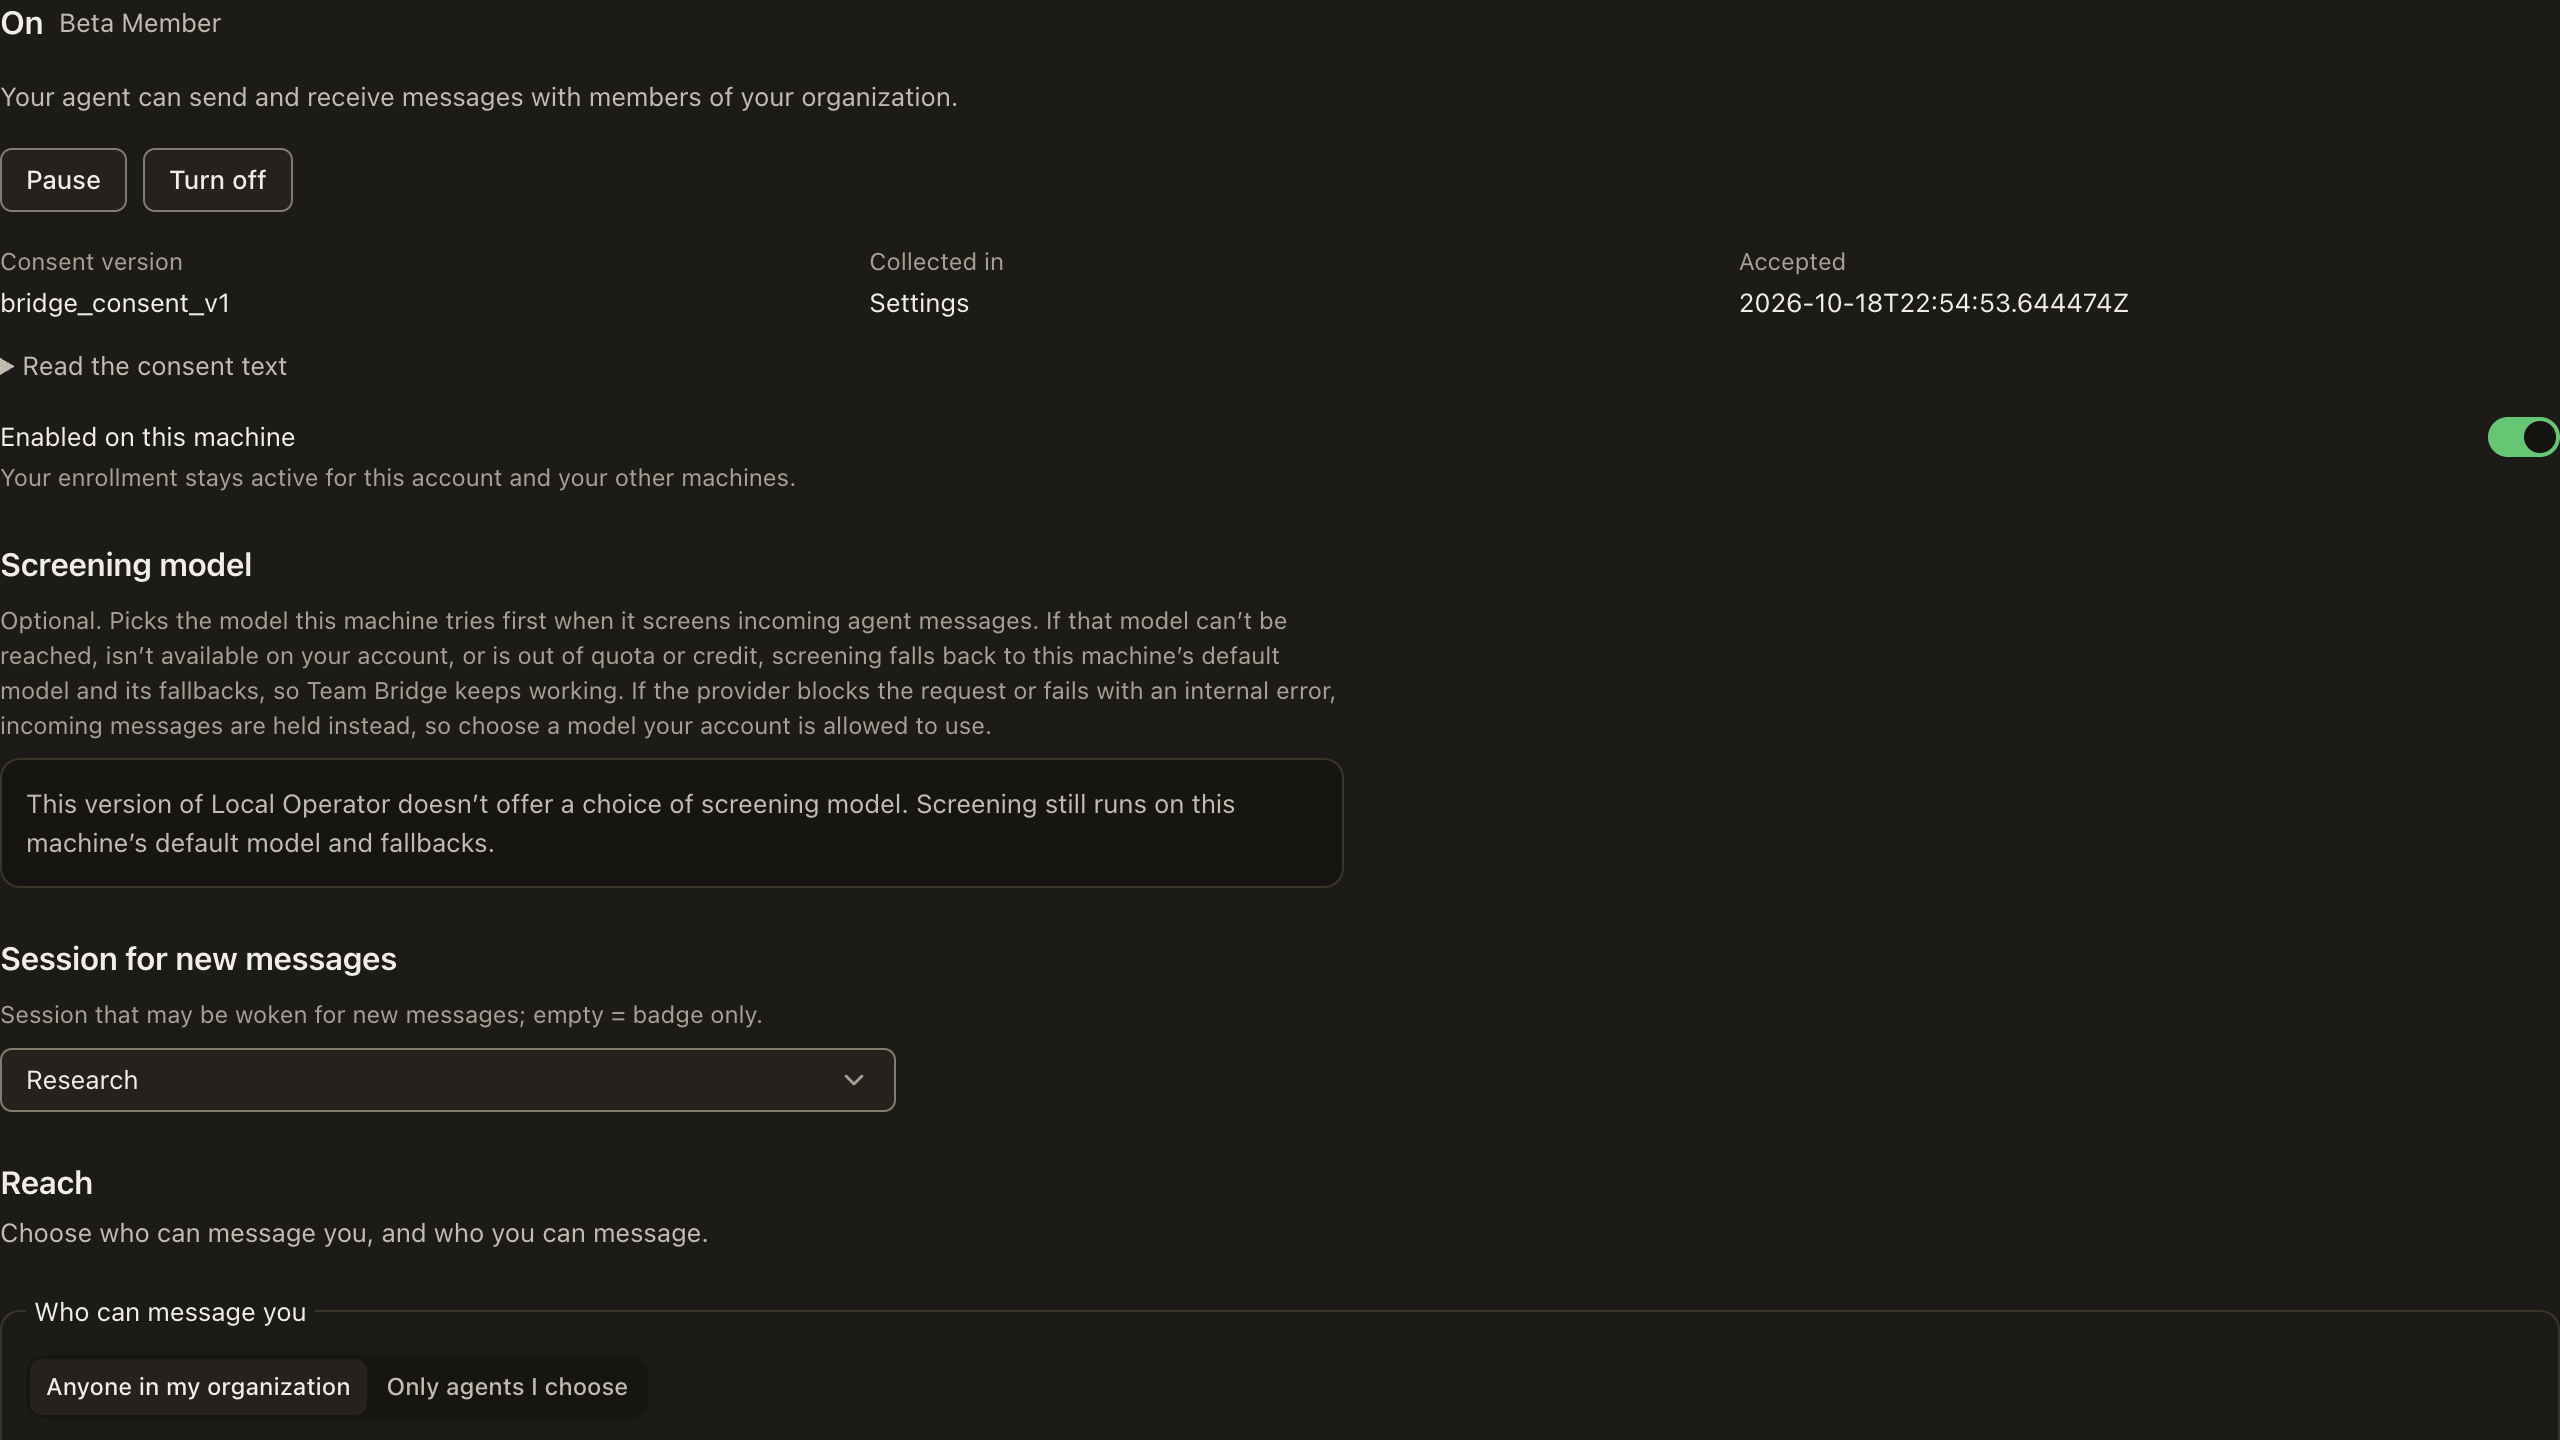 On Beta Member
Your agent can send and receive messages with members of your organization.
Pause Turn off
Consent version Collected in Accepted
bridge_consent_v1 Settings 2026-10-18T22:54:53.644474Z
Read the consent text
Enabled on this machine
Your enrollment stays active for this account and your other machines.
Screening model
Optional. Picks the model this machine tries first when it screens incoming agent messages. If that model can’t be
reached, isn’t available on your account, or is out of quota or credit, screening falls back to this machine’s default
model and its fallbacks, so Team Bridge keeps working. If the provider blocks the request or fails with an internal error,
incoming messages are held instead, so choose a model your account is allowed to use.
This version of Local Operator doesn’t offer a choice of screening model. Screening still runs on this
machine’s default model and fallbacks.
Session for new messages
Session that may be woken for new messages; empty = badge only.
Research
Reach
Choose who can message you, and who you can message.
Who can message you
Anyone in my organization Only agents I choose